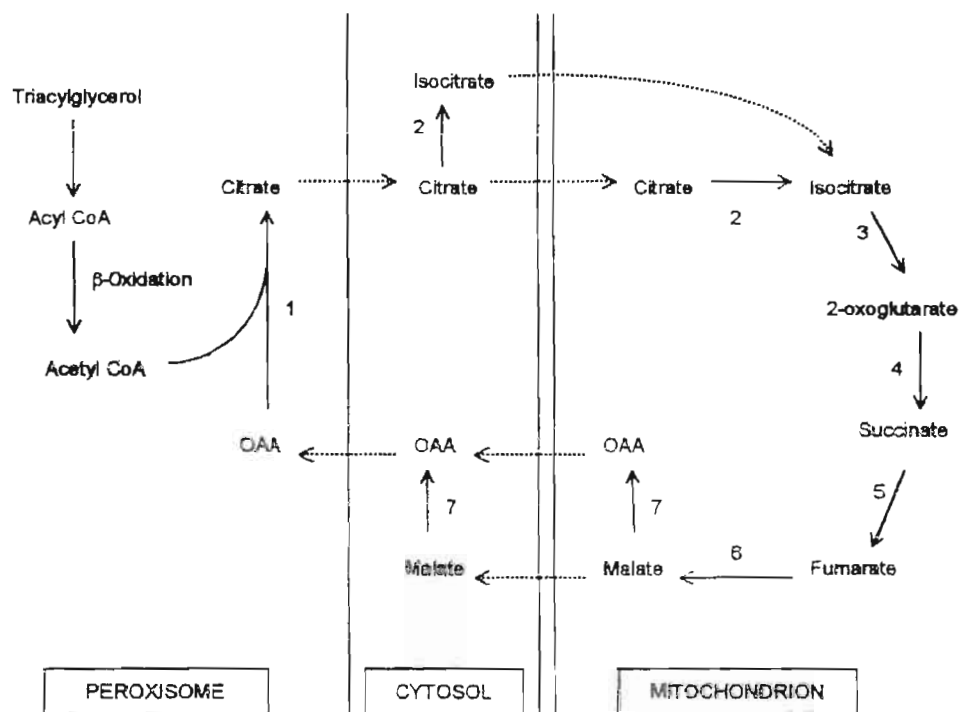 Isocitrate
Triacylglycerol
2
Citrate
Citrate
Citrate
Isocitrate
2
Acyl CoA
3
β-Oxidation
1
2-oxoglutarate
Acetyl CoA
4
OAA
OAA
OAA
Succinate
5
7
7
Malate
Malate
6
Fumarate
PEROXISOME
CYTOSOL
MITOCHONDRION